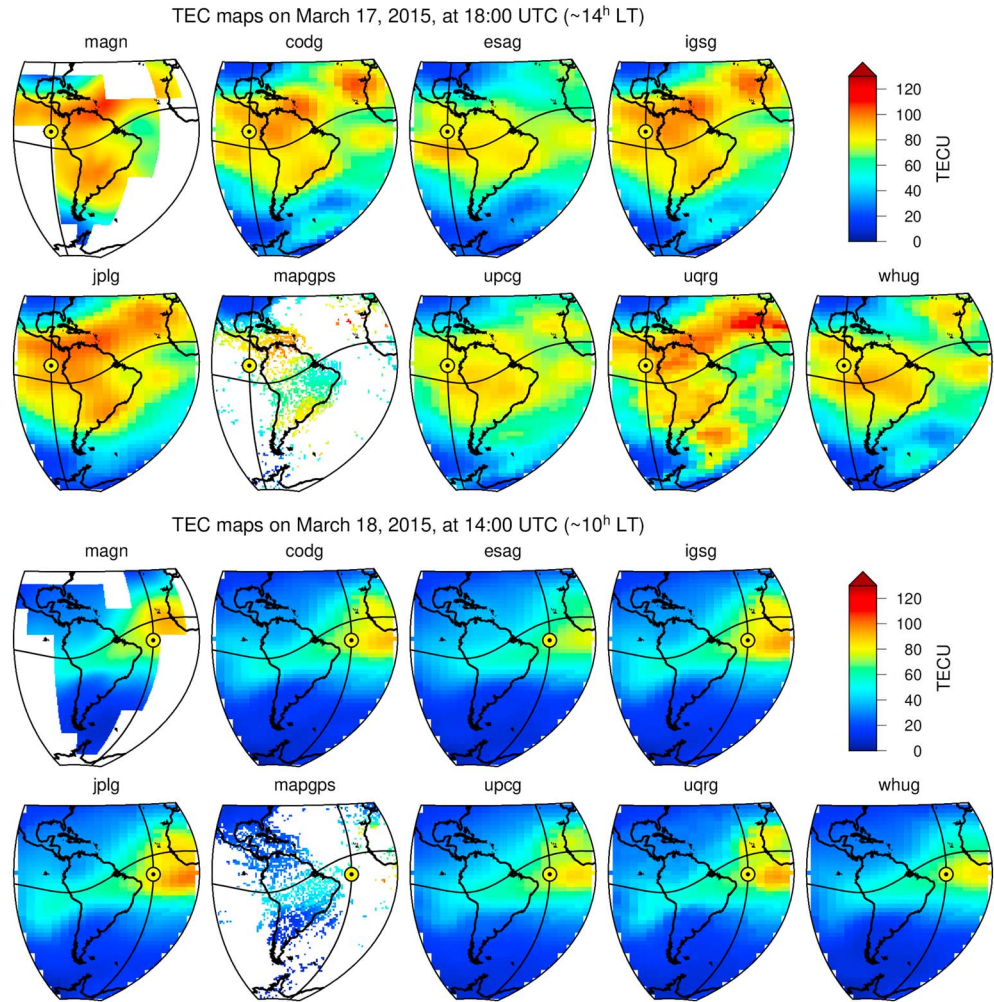 TEC maps on March 17, 2015, at 18:00 UTC (~14ʰ LT)
magn codg esag igsg
120
100
80
60
40
20
0
TECU
jplg mapgps upcg uqrg whug
TEC maps on March 18, 2015, at 14:00 UTC (~10ʰ LT)
magn codg esag igsg
120
100
80
60
40
20
0
TECU
jplg mapgps upcg uqrg whug